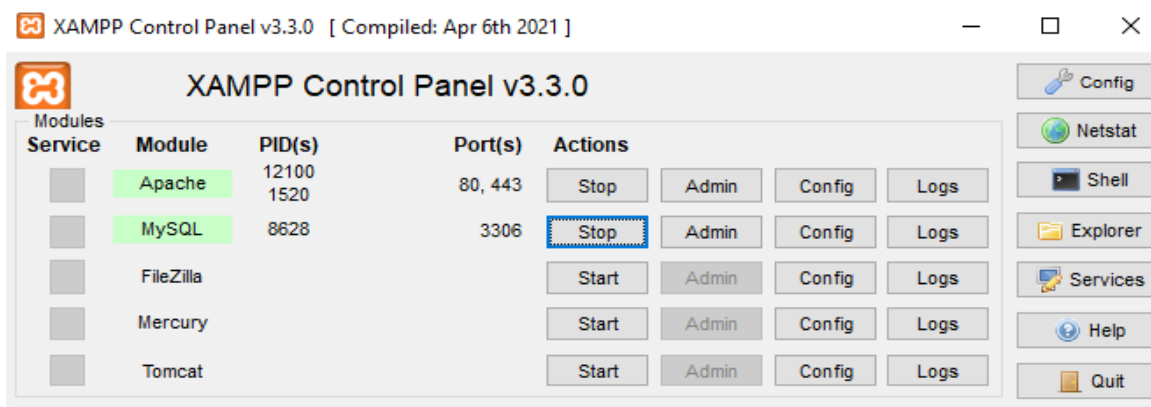 XAMPP Control Panel v3.3.0 [ Compiled: Apr 6th 2021 ]
XAMPP Control Panel v3.3.0
Config
Modules
Netstat
Service Module PID(s) Port(s) Actions
Apache 12100 1520 80, 443 Stop Admin Config Logs
Shell
MySQL 8628 3306 Stop Admin Config Logs
Explorer
FileZilla Start Admin Config Logs
Services
Mercury Start Admin Config Logs
Help
Tomcat Start Admin Config Logs
Quit